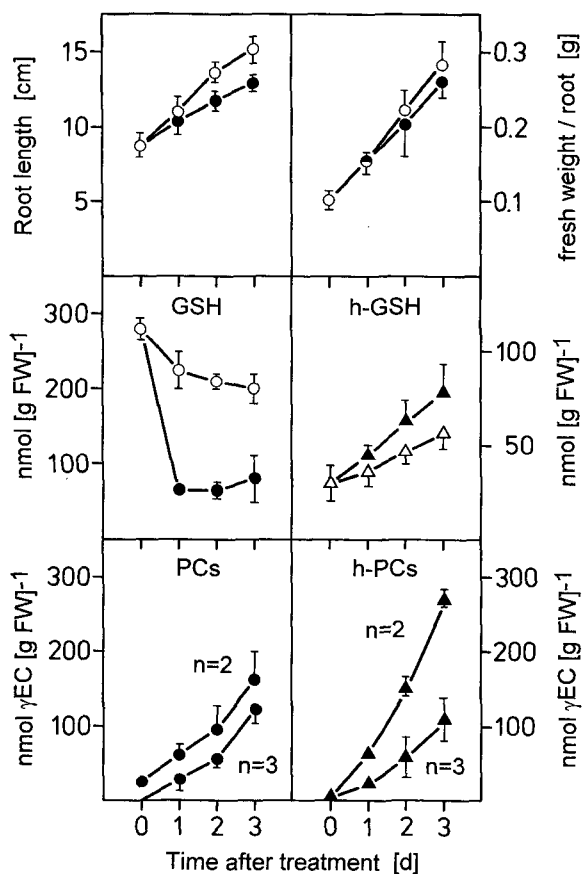 Root length [cm]
15
10
5
0.3
0.2
0.1
fresh weight / root [g]
GSH
nmol [g FW]-1
300
200
100
h-GSH
100
50
nmol [g FW]-1
PCs
nmol γEC [g FW]-1
300
200
100
n=2
n=3
h-PCs
n=2
n=3
300
200
100
nmol γEC [g FW]-1
0 1 2 3 0 1 2 3
Time after treatment [d]